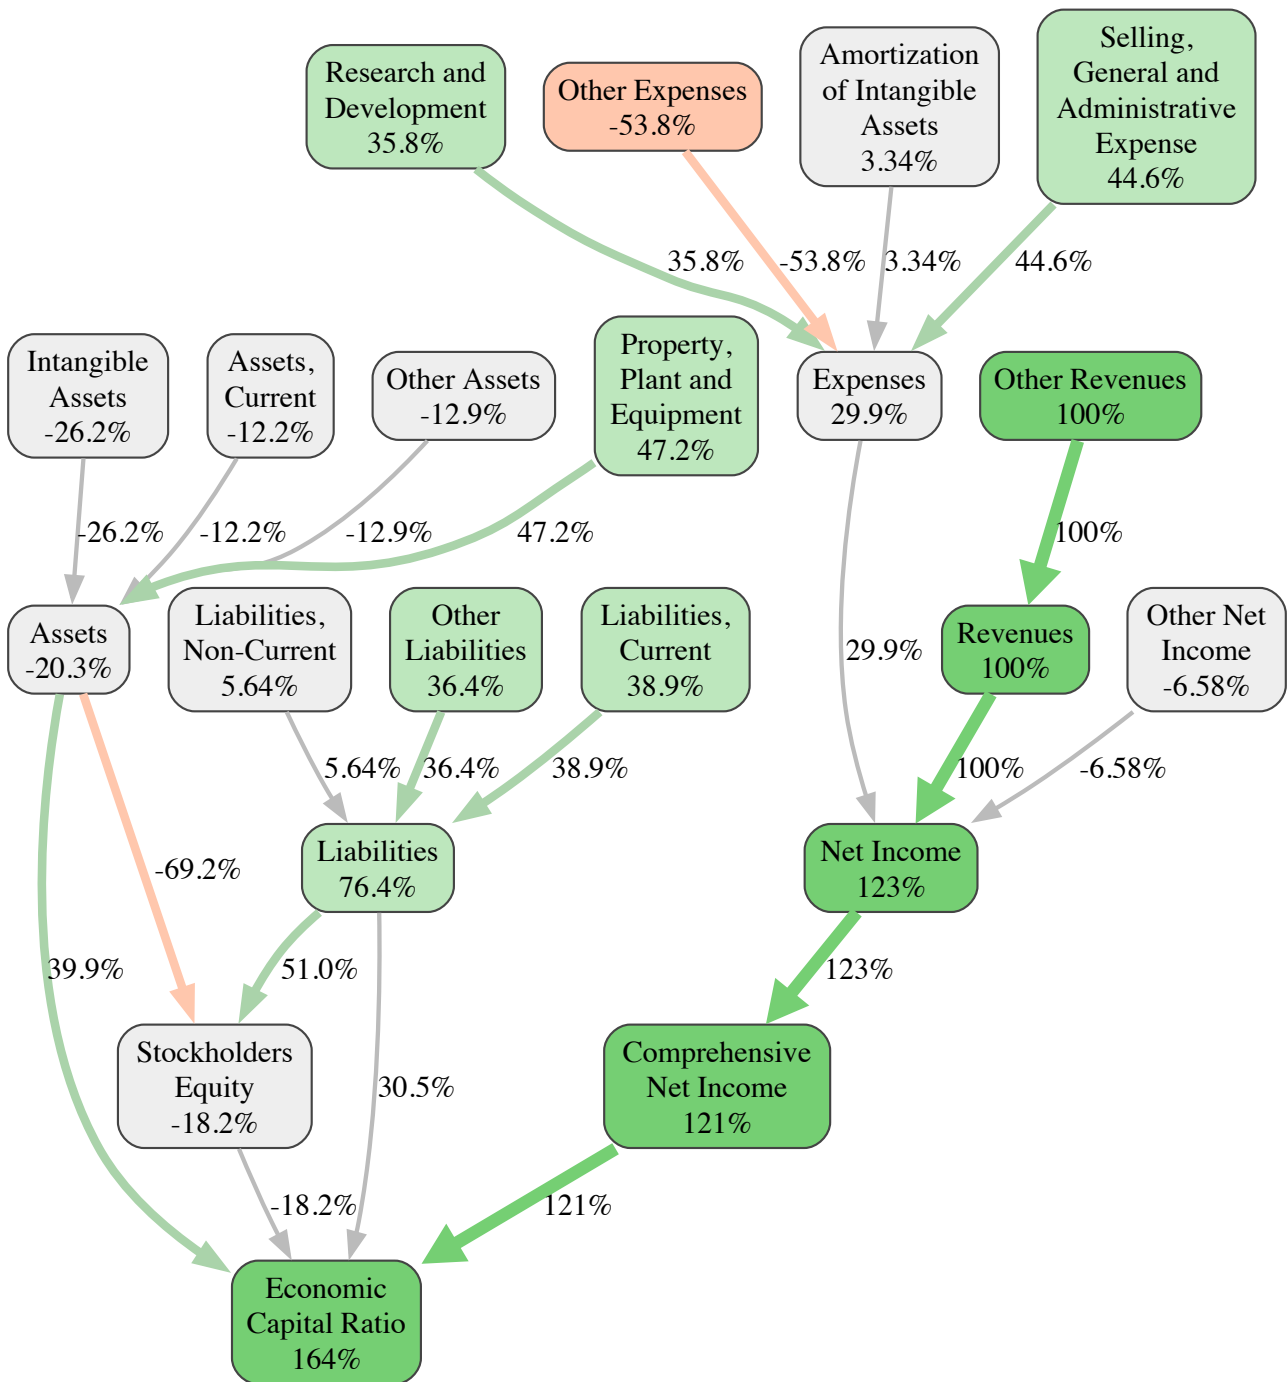 Research and
Development
35.8%
Other Expenses
-53.8%
Amortization
of Intangible
Assets
3.34%
Selling,
General and
Administrative
Expense
44.6%
35.8%
-53.8%
3.34%
44.6%
Intangible
Assets
-26.2%
Assets,
Current
-12.2%
Other Assets
-12.9%
Property,
Plant and
Equipment
47.2%
Expenses
29.9%
Other Revenues
100%
-26.2%
-12.2%
-12.9%
47.2%
100%
Assets
-20.3%
Liabilities,
Non-Current
5.64%
Other
Liabilities
36.4%
Liabilities,
Current
38.9%
29.9%
Revenues
100%
Other Net
Income
-6.58%
5.64%
36.4%
38.9%
100%
-6.58%
-69.2%
Liabilities
76.4%
Net Income
123%
39.9%
51.0%
123%
Stockholders
Equity
-18.2%
30.5%
Comprehensive
Net Income
121%
-18.2%
121%
Economic
Capital Ratio
164%